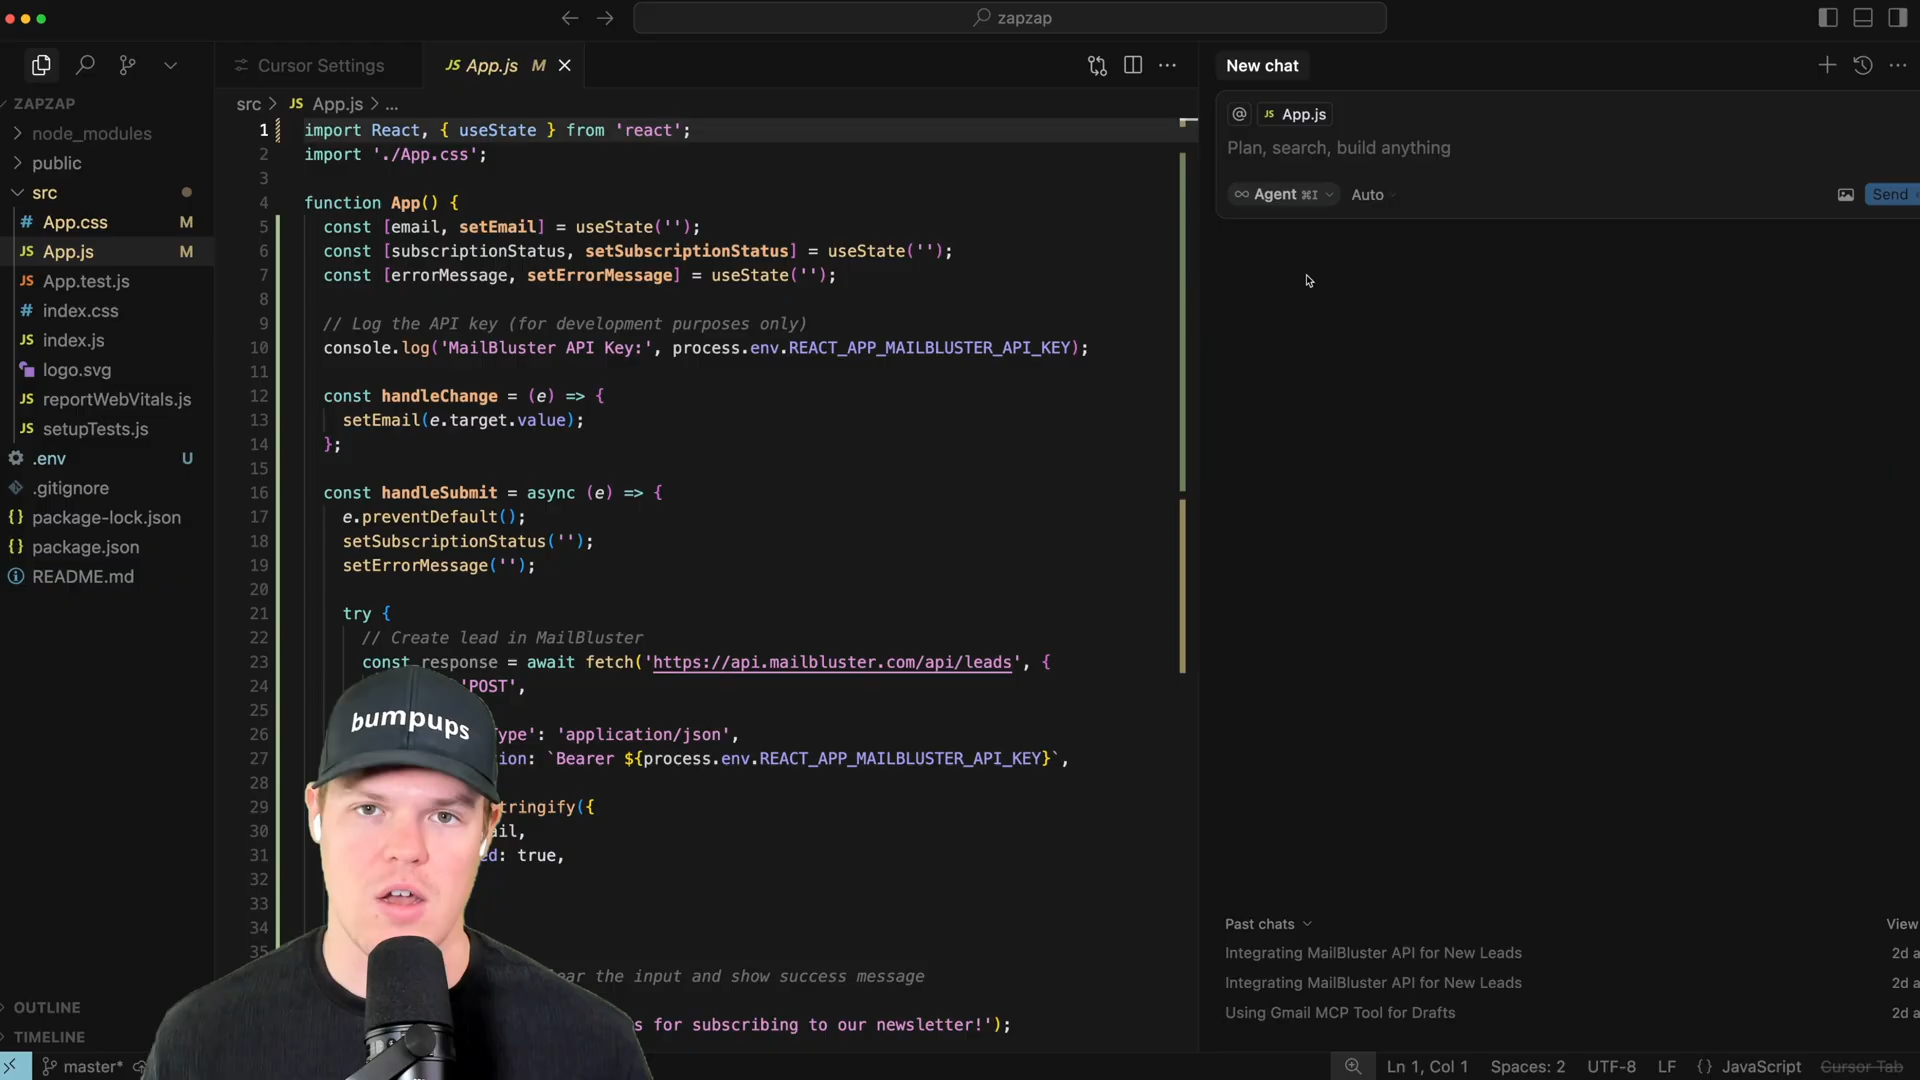 zapzap
Cursor Settings
JS App.js M
New chat
ZAPZAP
node_modules
public
src
# App.css M
JS App.js M
JS App.test.js
# index.css
JS index.js
logo.svg
JS reportWebVitals.js
JS setupTests.js
.env U
.gitignore
{} package-lock.json
{} package.json
README.md
OUTLINE
TIMELINE
src > JS App.js > ...
1 import React, { useState } from 'react';
2 import './App.css';
3
4 function App() {
5 const [email, setEmail] = useState('');
6 const [subscriptionStatus, setSubscriptionStatus] = useState('');
7 const [errorMessage, setErrorMessage] = useState('');
8
9 // Log the API key (for development purposes only)
10 console.log('MailBluster API Key:', process.env.REACT_APP_MAILBLUSTER_API_KEY);
11
12 const handleChange = (e) => {
13 setEmail(e.target.value);
14 };
15
16 const handleSubmit = async (e) => {
17 e.preventDefault();
18 setSubscriptionStatus('');
19 setErrorMessage('');
20
21 try {
22 // Create lead in MailBluster
23 const response = await fetch('https://api.mailbluster.com/api/leads', {
24 'POST',
25
26 ype': 'application/json',
27 ion: `Bearer ${process.env.REACT_APP_MAILBLUSTER_API_KEY}`,
28
29 tringify({
30 ail,
31 d: true,
32
33
34
35
ear the input and show success message
s for subscribing to our newsletter!');
bumpups
@ JS App.js
Plan, search, build anything
∞ Agent ⌘I Auto
Send
Past chats
View
Integrating MailBluster API for New Leads 2d a
Integrating MailBluster API for New Leads 2d a
Using Gmail MCP Tool for Drafts 2d a
master*
Ln 1, Col 1 Spaces: 2 UTF-8 LF {} JavaScript Cursor Tab